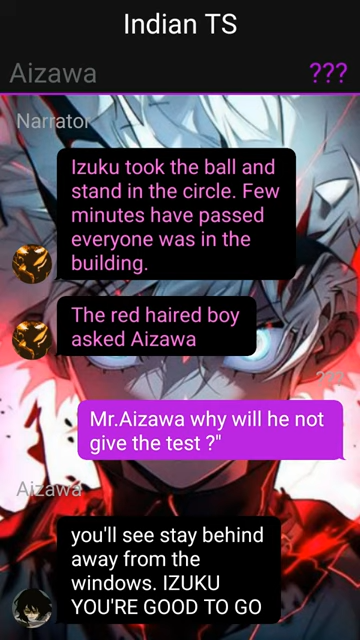 Indian TS
Aizawa ???
Narrator
Izuku took the ball and
stand in the circle. Few
minutes have passed
everyone was in the
building.
The red haired boy
asked Aizawa
???
Mr.Aizawa why will he not
give the test ?"
Aizawa
you'll see stay behind
away from the
windows. IZUKU
YOU'RE GOOD TO GO